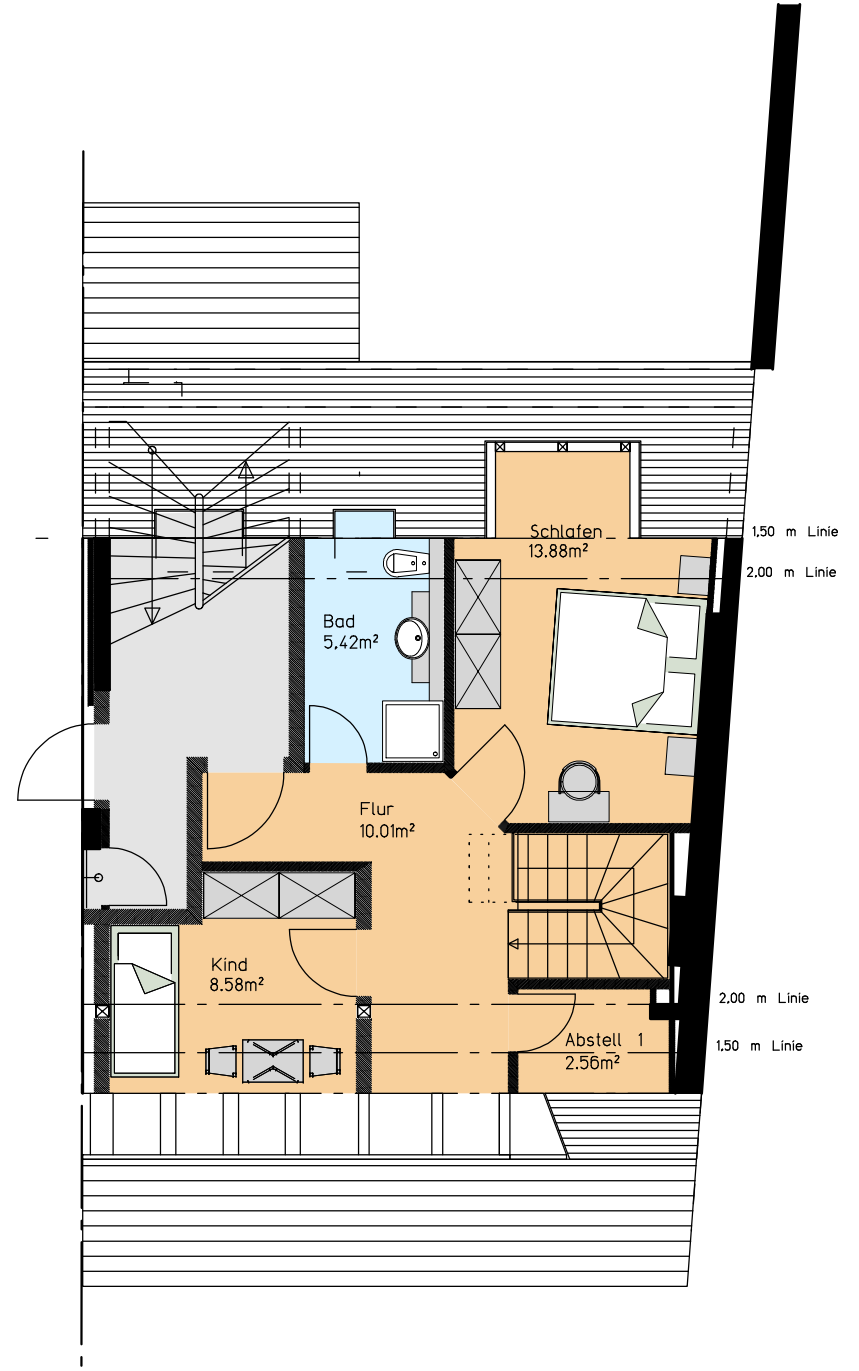 Schlafen
13.88m²
1,50 m Linie
2,00 m Linie
Bad
5,42m²
Flur
10.01m²
Kind
8.58m²
2,00 m Linie
Abstell 1
2.56m²
1,50 m Linie